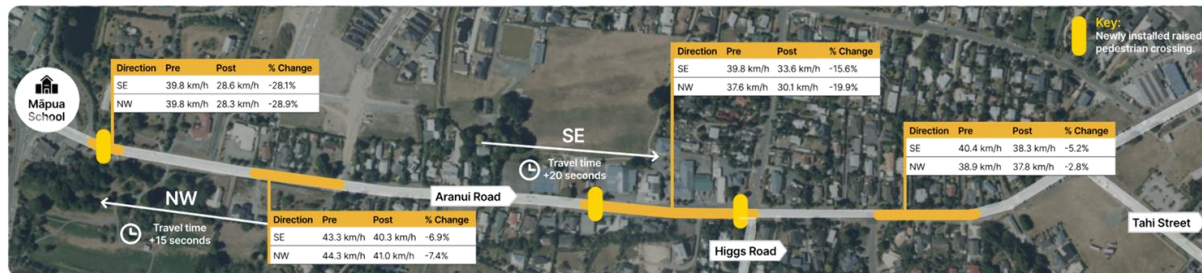 Māpua
School
Direction Pre Post % Change
SE 39.8 km/h 28.6 km/h -28.1%
NW 39.8 km/h 28.3 km/h -28.9%
NW
Travel time
+15 seconds
Direction Pre Post % Change
SE 43.3 km/h 40.3 km/h -6.9%
NW 44.3 km/h 41.0 km/h -7.4%
Aranui Road
SE
Travel time
+20 seconds
Direction Pre Post % Change
SE 39.8 km/h 33.6 km/h -15.6%
NW 37.6 km/h 30.1 km/h -19.9%
Higgs Road
Direction Pre Post % Change
SE 40.4 km/h 38.3 km/h -5.2%
NW 38.9 km/h 37.8 km/h -2.8%
Key:
Newly installed raised
pedestrian crossing.
Tahi Street